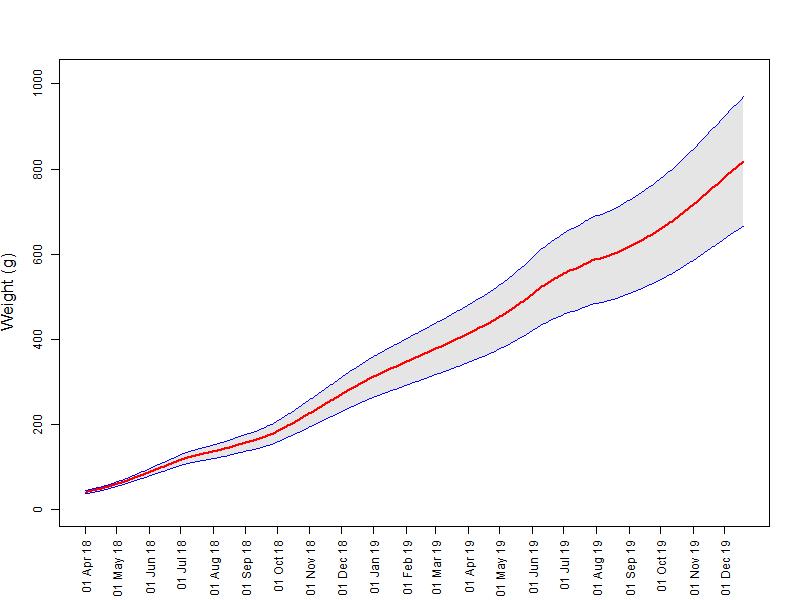 Weight (g)
1000
800
600
400
200
0
01 Apr 18
01 May 18
01 Jun 18
01 Jul 18
01 Aug 18
01 Sep 18
01 Oct 18
01 Nov 18
01 Dec 18
01 Jan 19
01 Feb 19
01 Mar 19
01 Apr 19
01 May 19
01 Jun 19
01 Jul 19
01 Aug 19
01 Sep 19
01 Oct 19
01 Nov 19
01 Dec 19